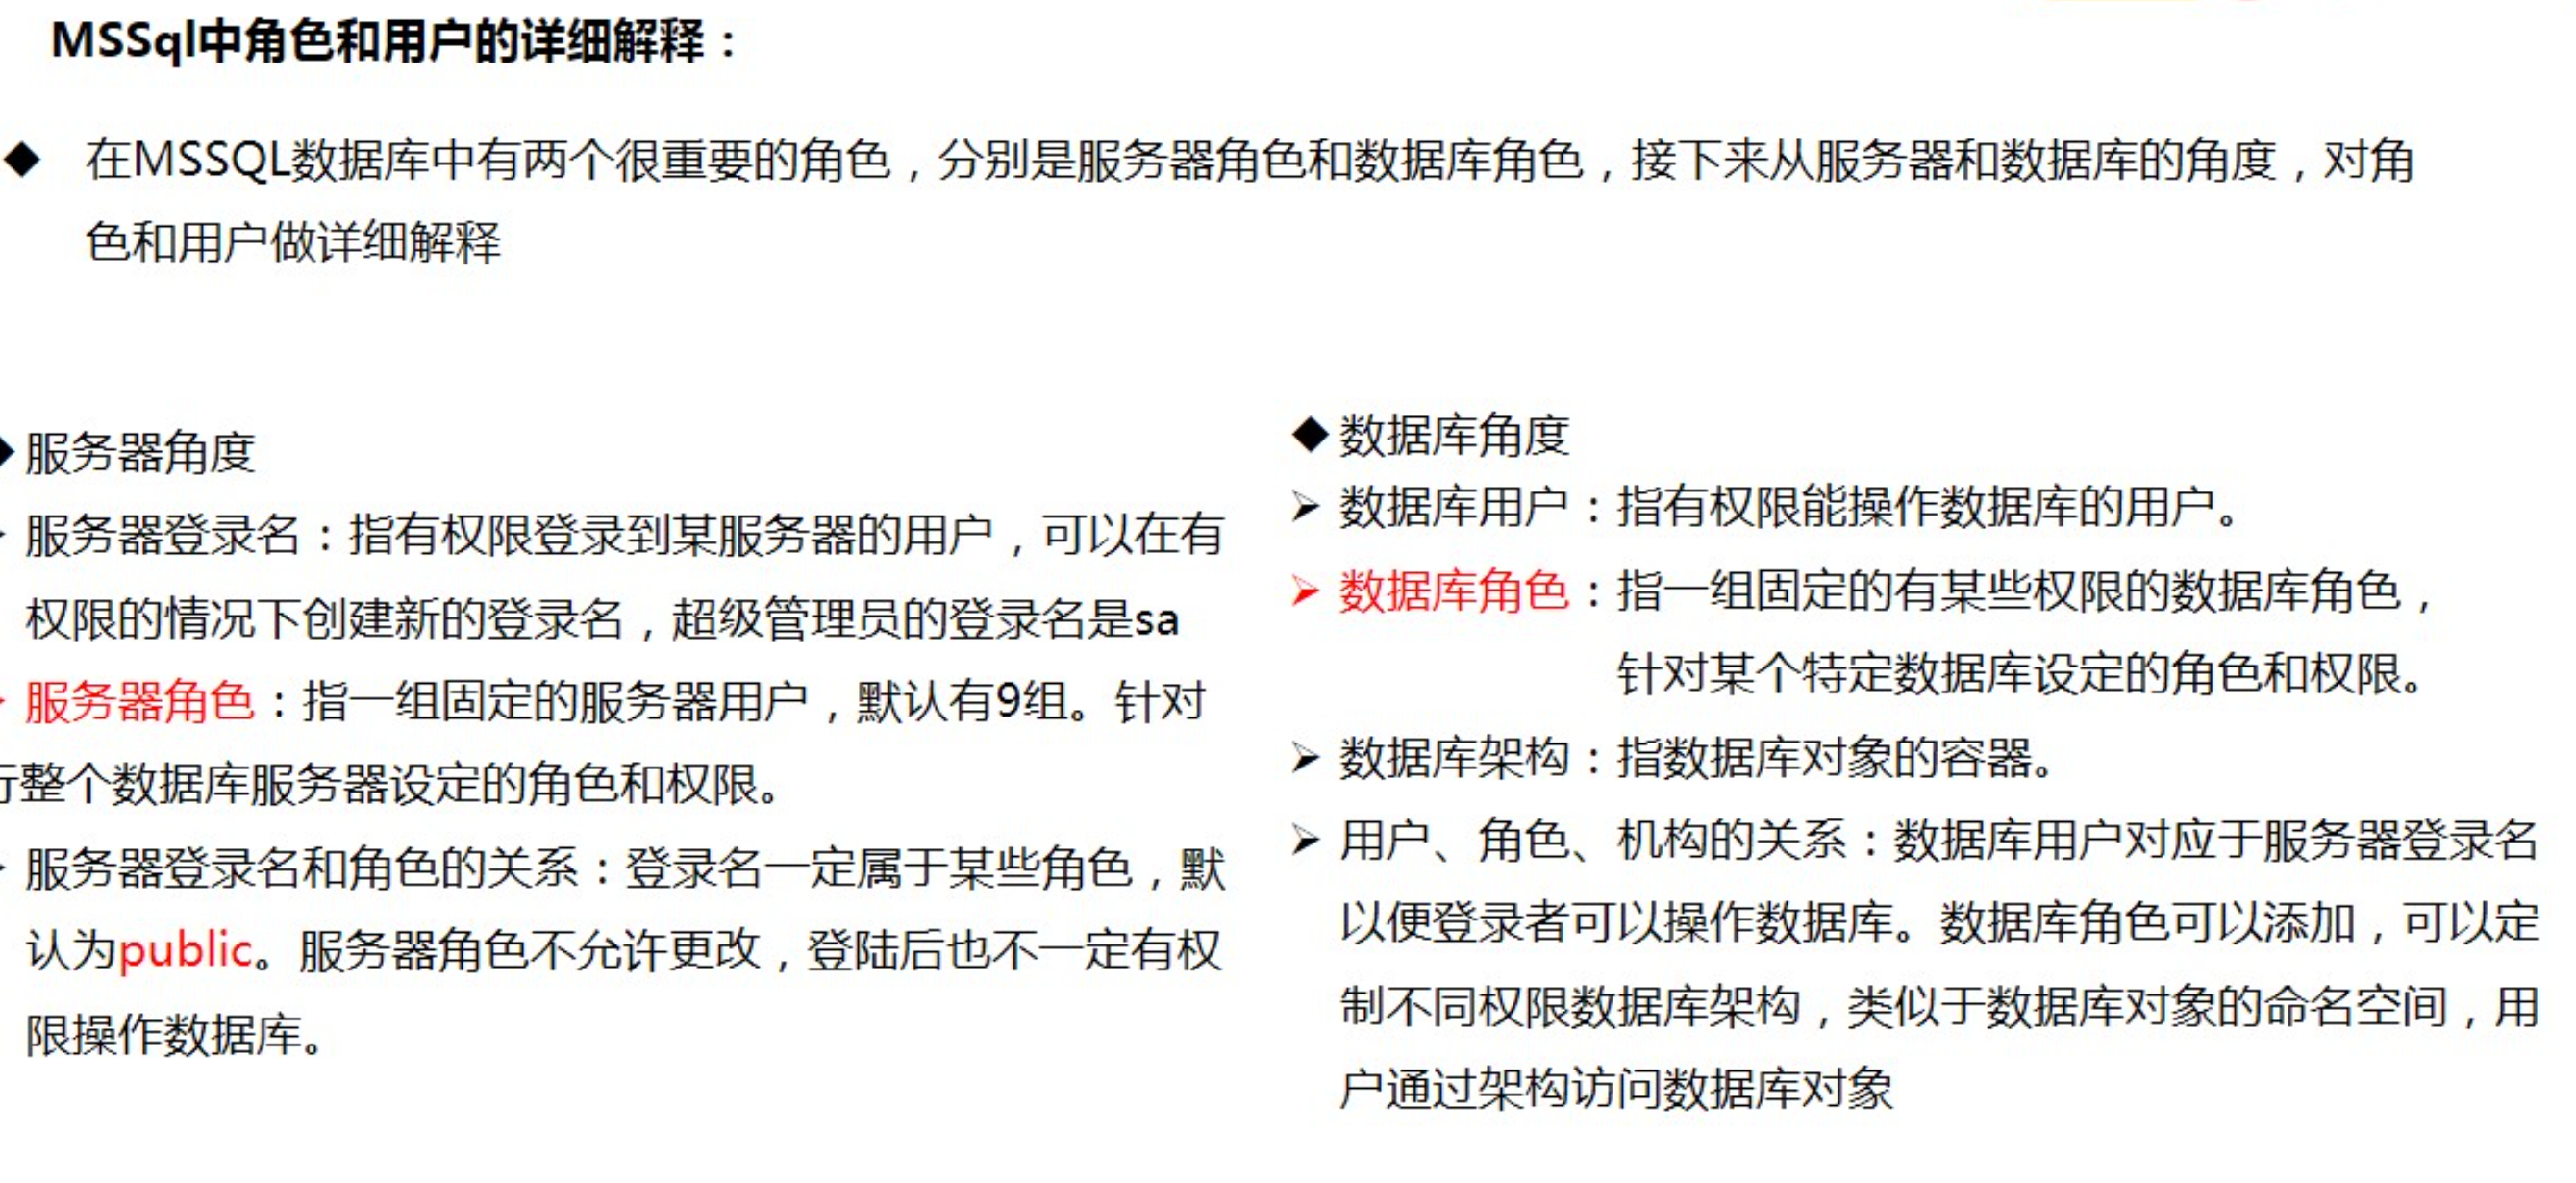 MSSql中角色和用户的详细解释：
◆ 在MSSQL数据库中有两个很重要的角色，分别是服务器角色和数据库角色，接下来从服务器和数据库的角度，对角
色和用户做详细解释
◆服务器角度
服务器登录名：指有权限登录到某服务器的用户，可以在有
权限的情况下创建新的登录名，超级管理员的登录名是sa
服务器角色：指一组固定的服务器用户，默认有9组。针对
整个数据库服务器设定的角色和权限。
服务器登录名和角色的关系：登录名一定属于某些角色，默
认为public。服务器角色不允许更改，登陆后也不一定有权
限操作数据库。
◆数据库角度
➢ 数据库用户：指有权限能操作数据库的用户。
➢ 数据库角色：指一组固定的有某些权限的数据库角色，
针对某个特定数据库设定的角色和权限。
➢ 数据库架构：指数据库对象的容器。
➢ 用户、角色、机构的关系：数据库用户对应于服务器登录名
以便登录者可以操作数据库。数据库角色可以添加，可以定
制不同权限数据库架构，类似于数据库对象的命名空间，用
户通过架构访问数据库对象